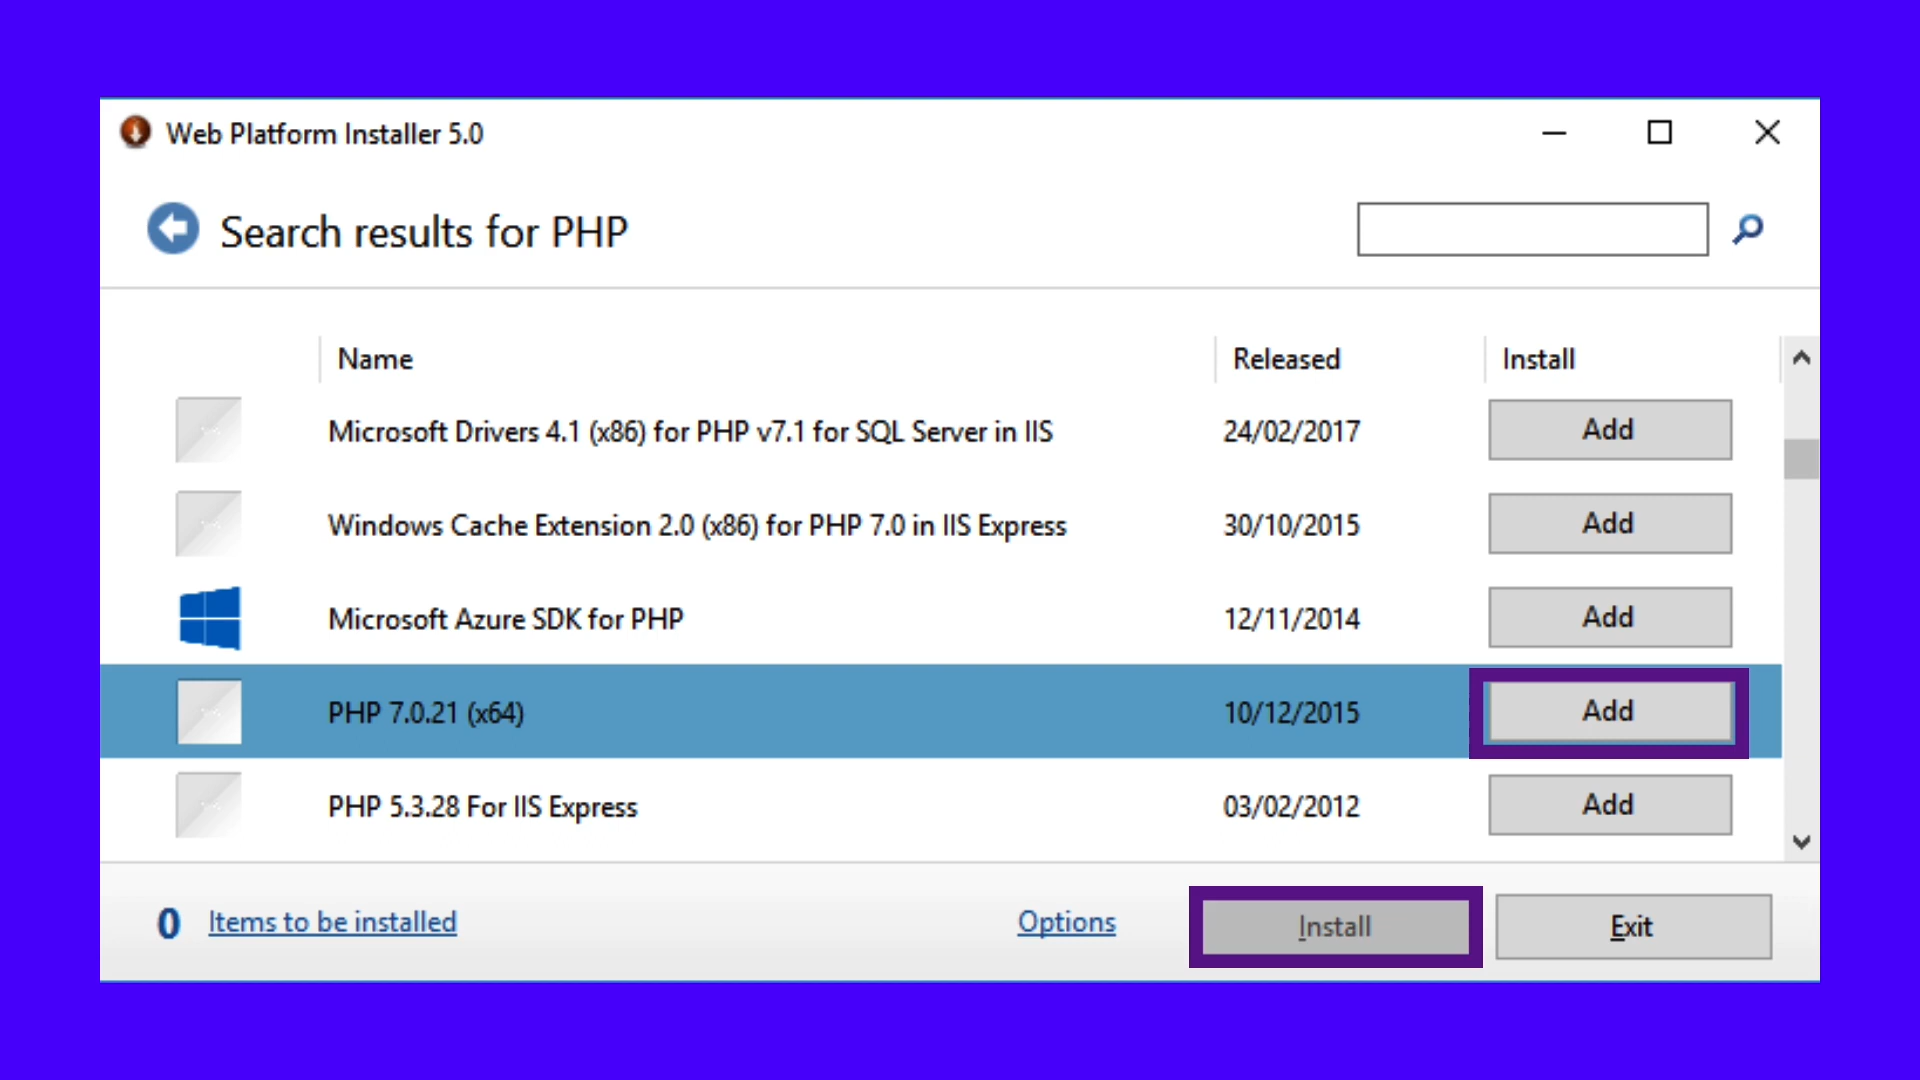 Web Platform Installer 5.0
Search results for PHP
Name Released Install
Microsoft Drivers 4.1 (x86) for PHP v7.1 for SQL Server in IIS 24/02/2017 Add
Windows Cache Extension 2.0 (x86) for PHP 7.0 in IIS Express 30/10/2015 Add
Microsoft Azure SDK for PHP 12/11/2014 Add
PHP 7.0.21 (x64) 10/12/2015 Add
PHP 5.3.28 For IIS Express 03/02/2012 Add
0 Items to be installed Options Install Exit